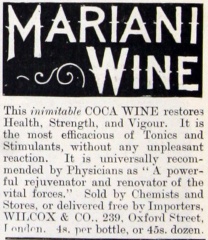 MARIANI
WINE
This inimitable COCA WINE restores
Health, Strength, and Vigour. It is
the most efficacious of Tonics and
Stimulants, without any unpleasant
reaction. It is universally recom-
mended by Physicians as "A power-
ful rejuvenator and renovator of the
vital forces." Sold by Chemists and
Stores, or delivered free by Importers,
WILCOX & CO., 239, Oxford Street,
London. 4s. per bottle, or 45s. dozen.